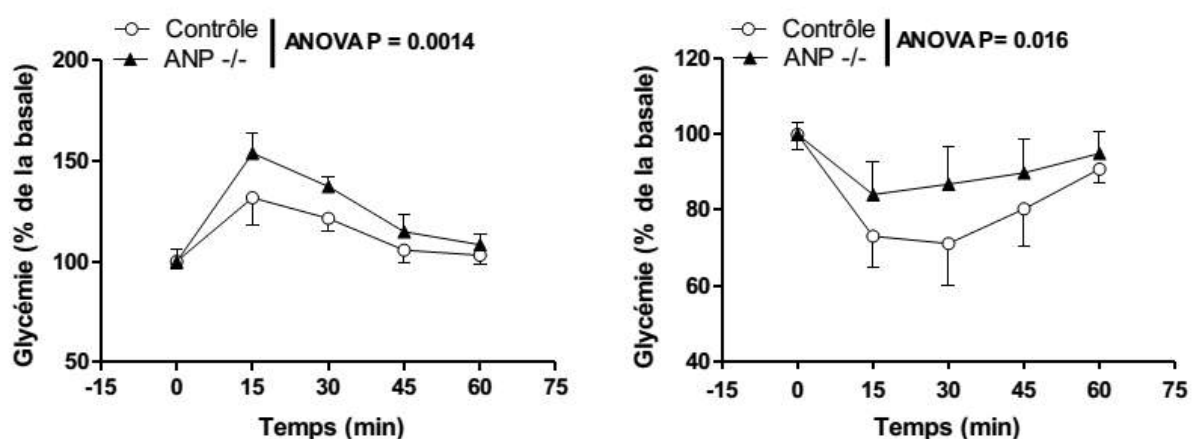 Contrôle
ANP -/-
ANOVA P = 0.0014
200
150
100
50
Glycémie (% de la basale)
-15 0 15 30 45 60 75
Temps (min)
Contrôle
ANP -/-
ANOVA P= 0.016
120
100
80
60
40
Glycémie (% de la basale)
-15 0 15 30 45 60 75
Temps (min)